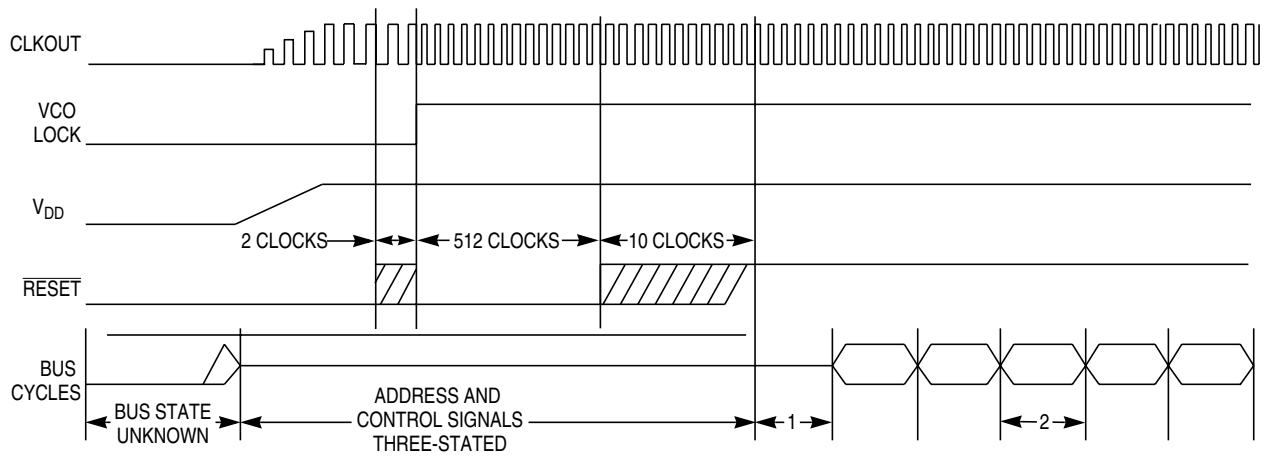 CLKOUT
VCO
LOCK
VDD
2 CLOCKS
512 CLOCKS
10 CLOCKS
RESET
BUS
CYCLES
BUS STATE
UNKNOWN
ADDRESS AND
CONTROL SIGNALS
THREE-STATED
1
2